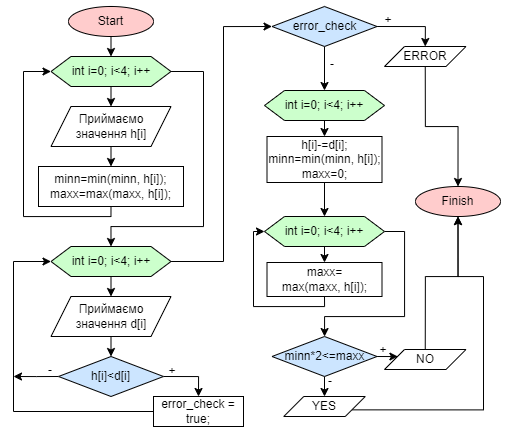 Start
int i=0; i<4; i++
Приймаємо
значення h[i]
minn=min(minn, h[i]);
maxx=max(maxx, h[i]);
int i=0; i<4; i++
Приймаємо
значення d[i]
h[i]<d[i]
-
+
error_check =
true;
error_check
+
-
ERROR
int i=0; i<4; i++
h[i]-=d[i];
minn=min(minn, h[i]);
maxx=0;
int i=0; i<4; i++
maxx=
max(maxx, h[i]);
minn*2<=maxx
+
-
NO
YES
Finish